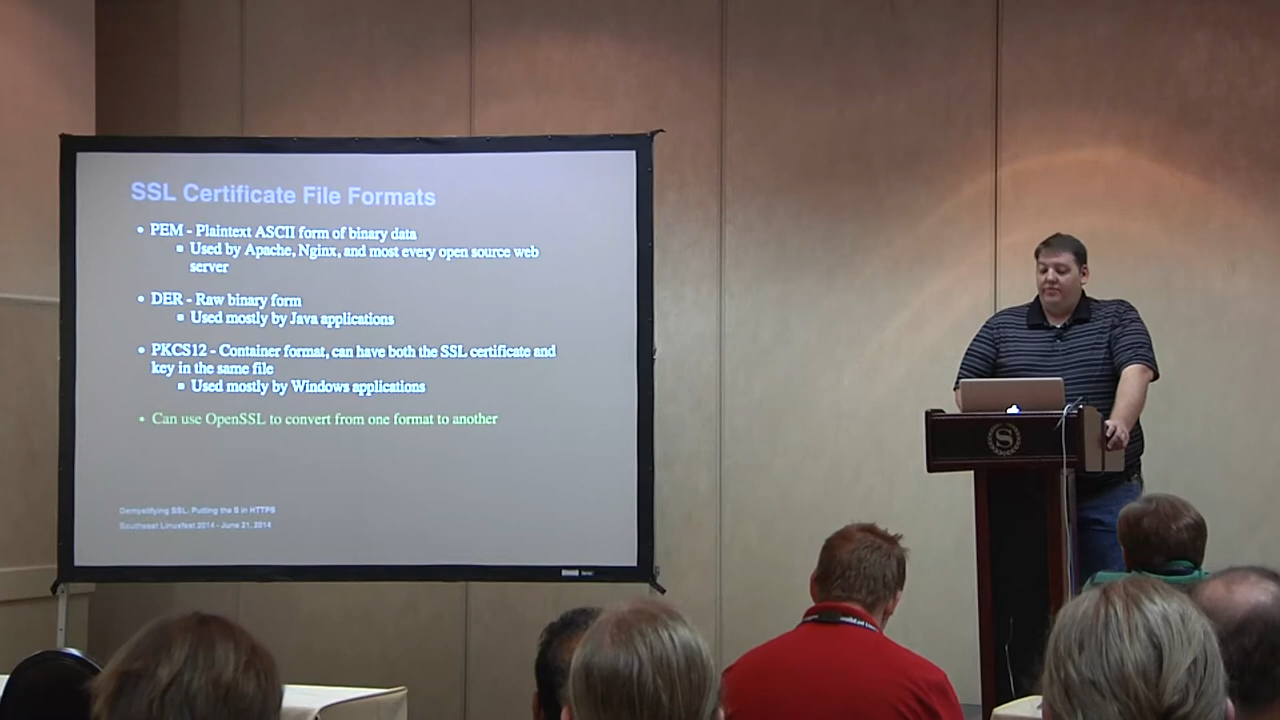 SSL Certificate File Formats
• PEM - Plaintext ASCII form of binary data
▪ Used by Apache, Nginx, and most every open source web
server
• DER - Raw binary form
▪ Used mostly by Java applications
• PKCS12 - Container format, can have both the SSL certificate and
key in the same file
▪ Used mostly by Windows applications
• Can use OpenSSL to convert from one format to another
Demystifying SSL: Putting the S in HTTPS
Southeast Linuxfest 2014 - June 21, 2014
S